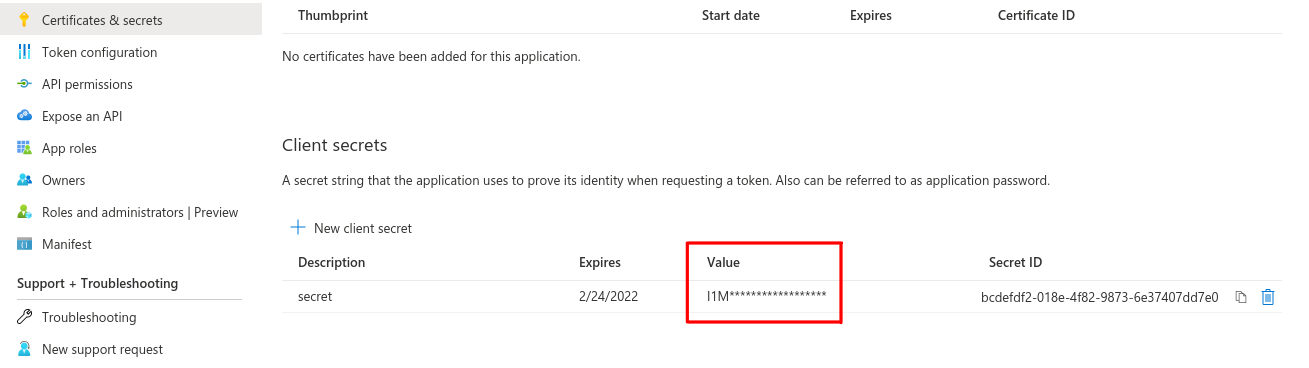 Certificates & secrets
Token configuration
API permissions
Expose an API
App roles
Owners
Roles and administrators | Preview
Manifest
Support + Troubleshooting
Troubleshooting
New support request
Thumbprint Start date Expires Certificate ID
No certificates have been added for this application.
Client secrets
A secret string that the application uses to prove its identity when requesting a token. Also can be referred to as application password.
New client secret
Description Expires Value Secret ID
secret 2/24/2022 I1M****************** bcdefdf2-018e-4f82-9873-6e37407dd7e0